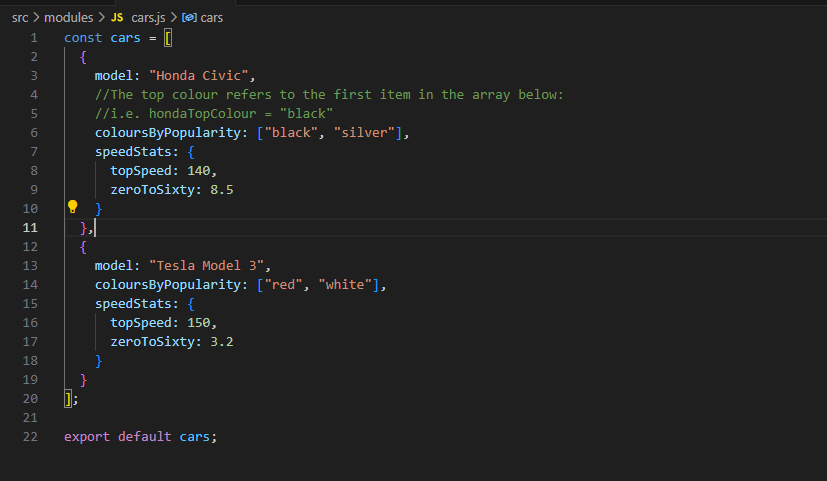 src > modules > JS cars.js > cars
1 const cars = [
2 {
3 model: "Honda Civic",
4 //The top colour refers to the first item in the array below:
5 //i.e. hondaTopColour = "black"
6 coloursByPopularity: ["black", "silver"],
7 speedStats: {
8 topSpeed: 140,
9 zeroToSixty: 8.5
10 }
11 },
12 {
13 model: "Tesla Model 3",
14 coloursByPopularity: ["red", "white"],
15 speedStats: {
16 topSpeed: 150,
17 zeroToSixty: 3.2
18 }
19 }
20 ];
21
22 export default cars;